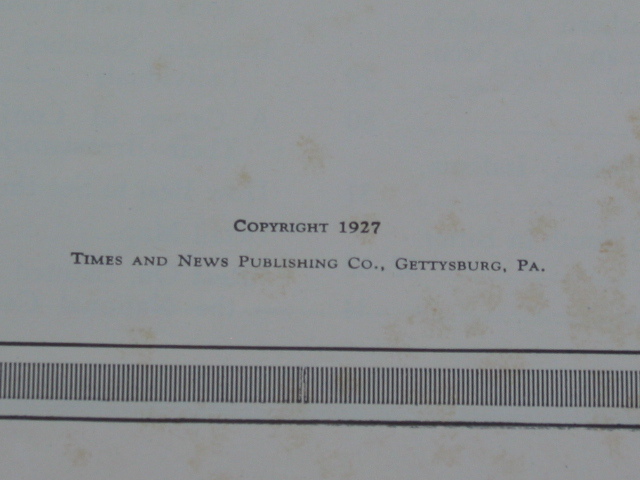 Copyright 1927
Times and News Publishing Co., Gettysburg, Pa.